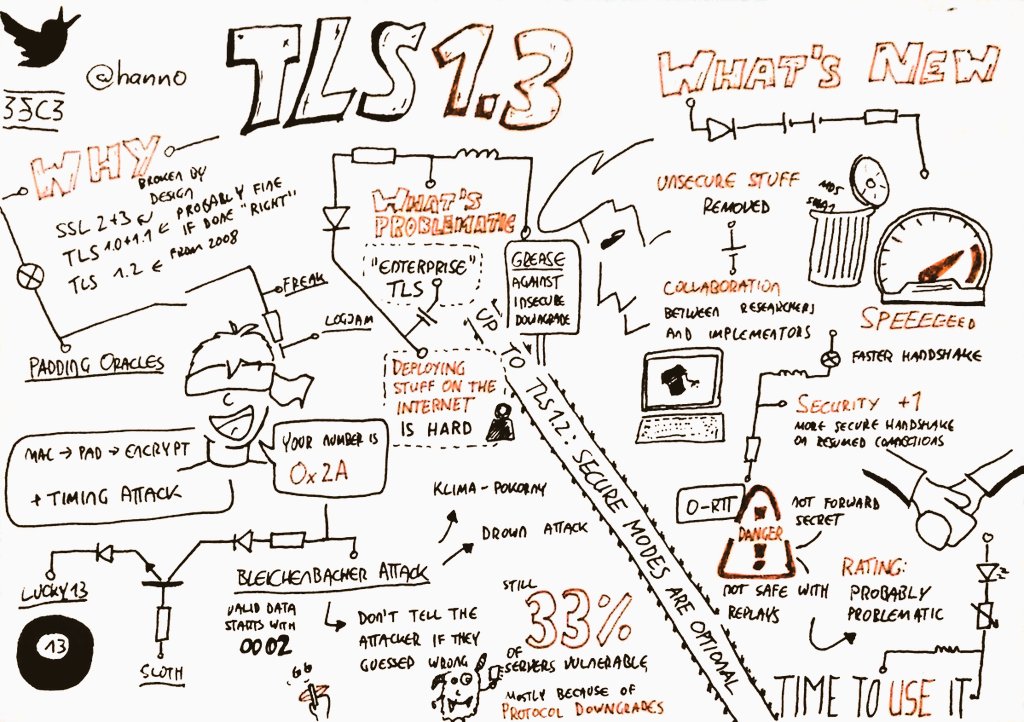 @hanno
35C3
TLS 1.3
WHAT'S NEW
WHY
BROKEN BY
DESIGN
SSL 2+3
PROBABLY FINE
TLS 1.0+1.1
IF DONE "RIGHT"
TLS 1.2
FROM 2008
PADDING ORACLES
FREAK
LOGJAM
MAC → PAD → ENCRYPT
+ TIMING ATTACK
YOUR NUMBER IS
0x2A
LUCKY 13
13
SLOTH
BLEICHENBACHER ATTACK
KLIMA-POKORNY
DROWN ATTACK
VALID DATA
STARTS WITH
0002
DON'T TELL THE
ATTACKER IF THEY
GUESSED WRONG
STILL
33%
OF
SERVERS VULNERABLE
MOSTLY BECAUSE OF
PROTOCOL DOWNGRADES
WHAT'S
PROBLEMATIC
"ENTERPRISE"
TLS
GREASE
AGAINST
INSECURE
DOWNGRADE
DEPLOYING
STUFF ON THE
INTERNET
IS HARD
UP TO TLS 1.2: SECURE MODES ARE OPTIONAL
UNSECURE STUFF
REMOVED
MD5
SHA1
COLLABORATION
BETWEEN RESEARCHERS
AND IMPLEMENTORS
SPEEEEEED
FASTER HANDSHAKE
SECURITY +1
MORE SECURE HANDSHAKE
ON RESUMED CONNECTIONS
0-RTT
DANGER
NOT FORWARD
SECRET
NOT SAFE WITH
REPLAYS
RATING:
PROBABLY
PROBLEMATIC
TIME TO USE IT